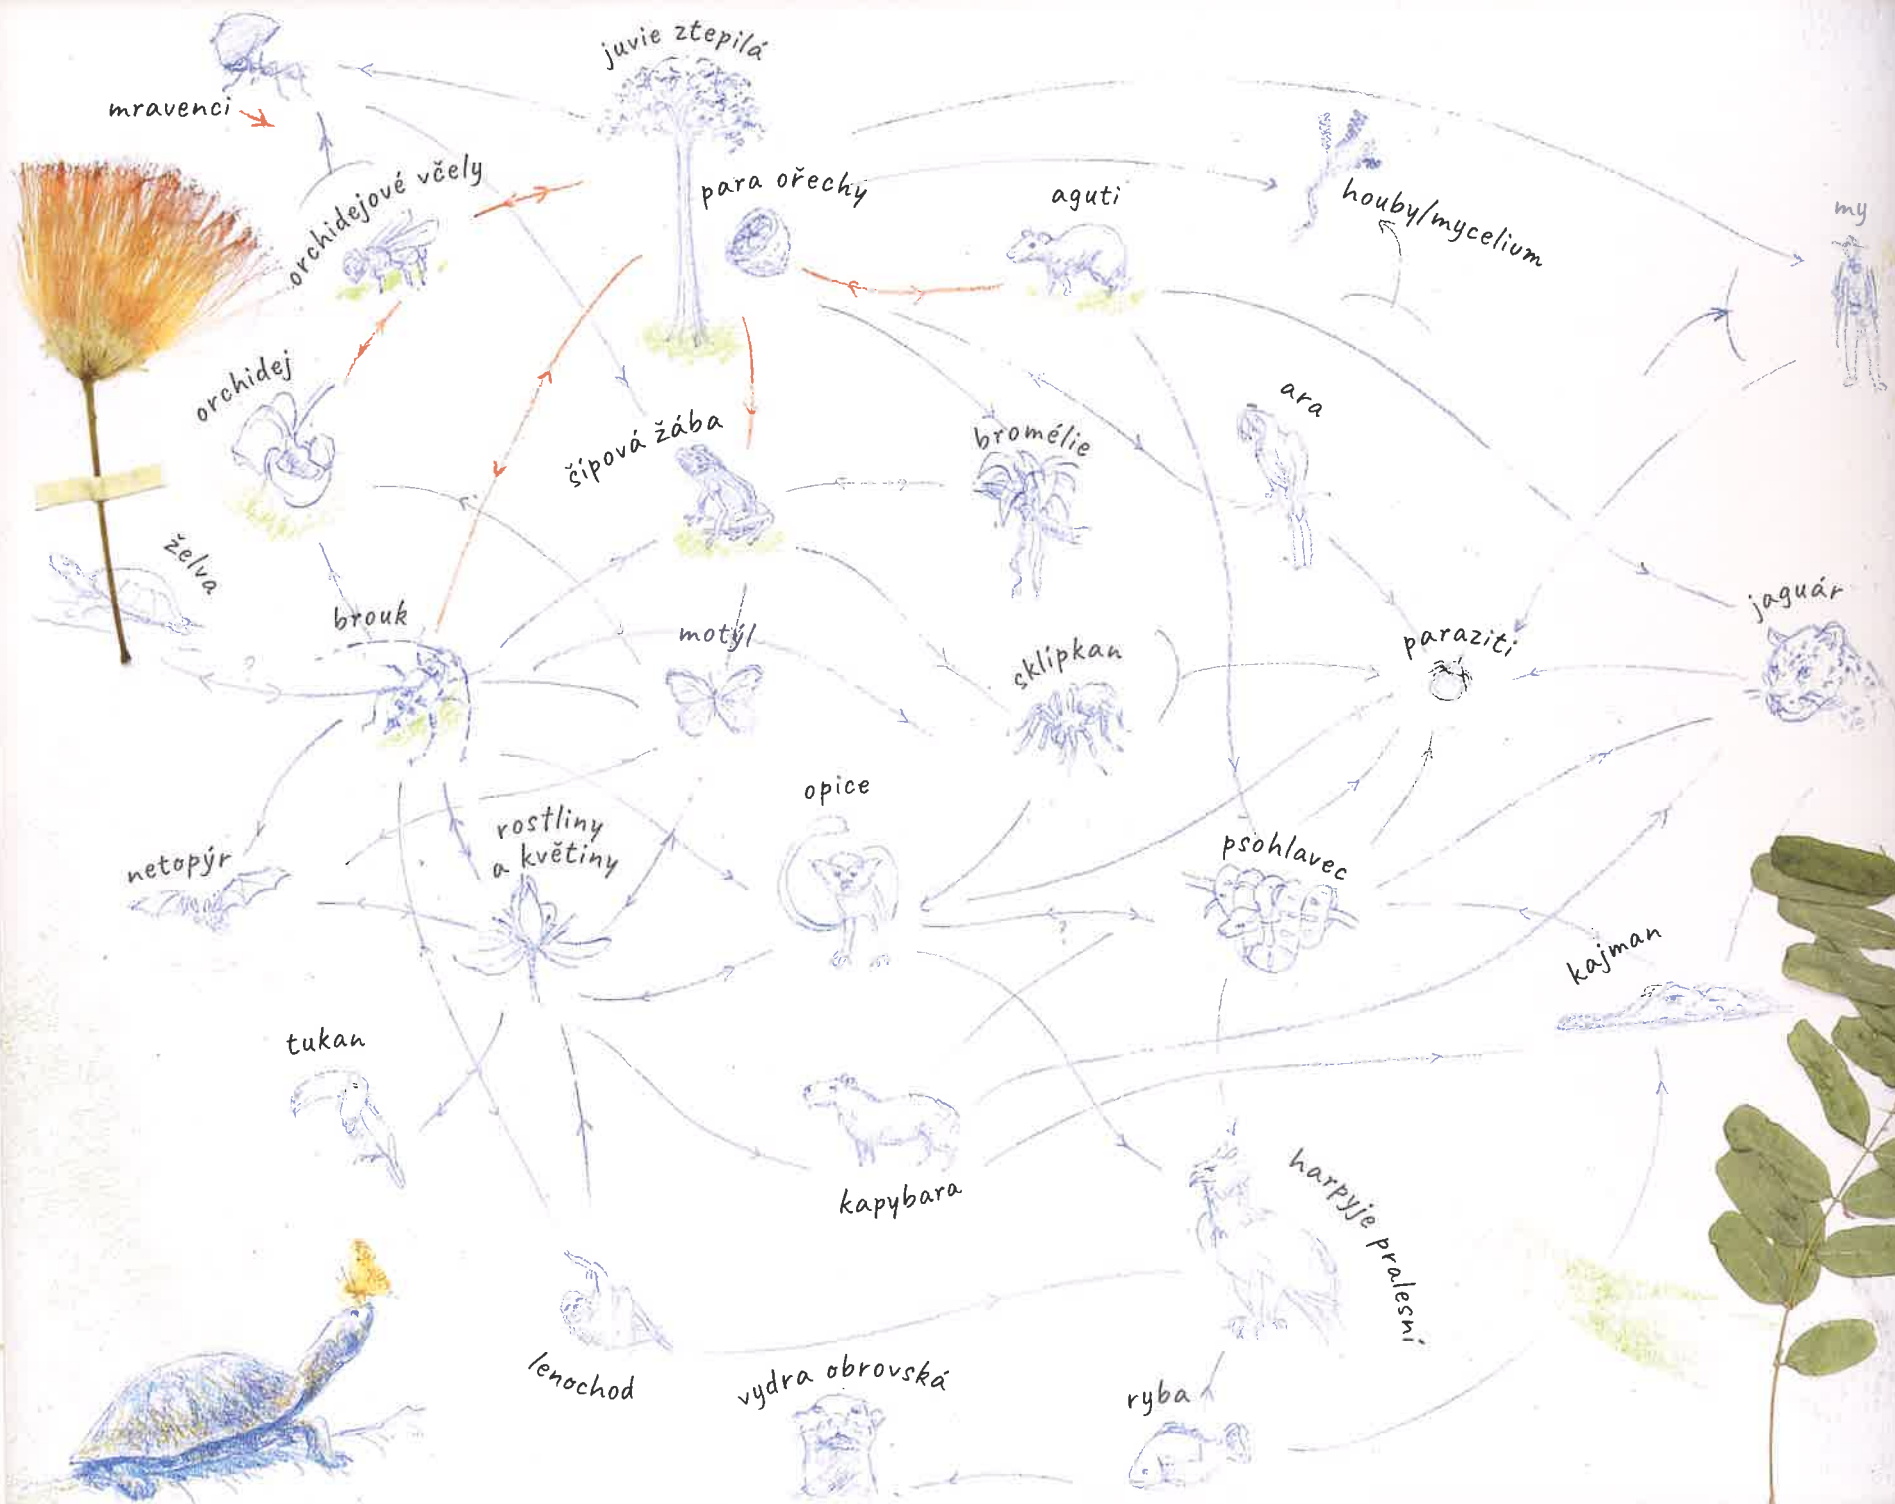 juvie ztepilá
mravenci
orchidejové včely
para ořechy
aguti
houby/mycelium
my
orchidej
šípová žába
bromélie
ara
želva
brouk
motýl
sklípkan
paraziti
jaguár
?
netopýr
rostliny
a květiny
opice
psohlavec
?
kajman
tukan
kapybara
harpyje pralesní
lenochod
vydra obrovská
ryba